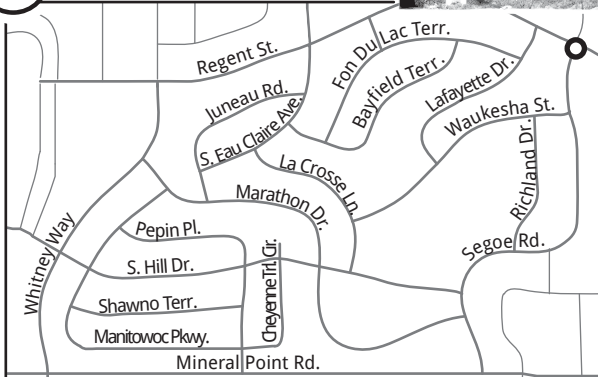 Regent St.
Fon Du Lac Terr.
Juneau Rd.
Bayfield Terr.
Lafayette Dr.
Waukesha St.
S. Eau Claire Ave.
La Crosse Ln.
Richland Dr.
Marathon Dr.
Pepin Pl.
Segoe Rd.
Whitney Way
S. Hill Dr.
Cheyenne Trl. Cir.
Shawno Terr.
Manitowoc Pkwy.
Mineral Point Rd.